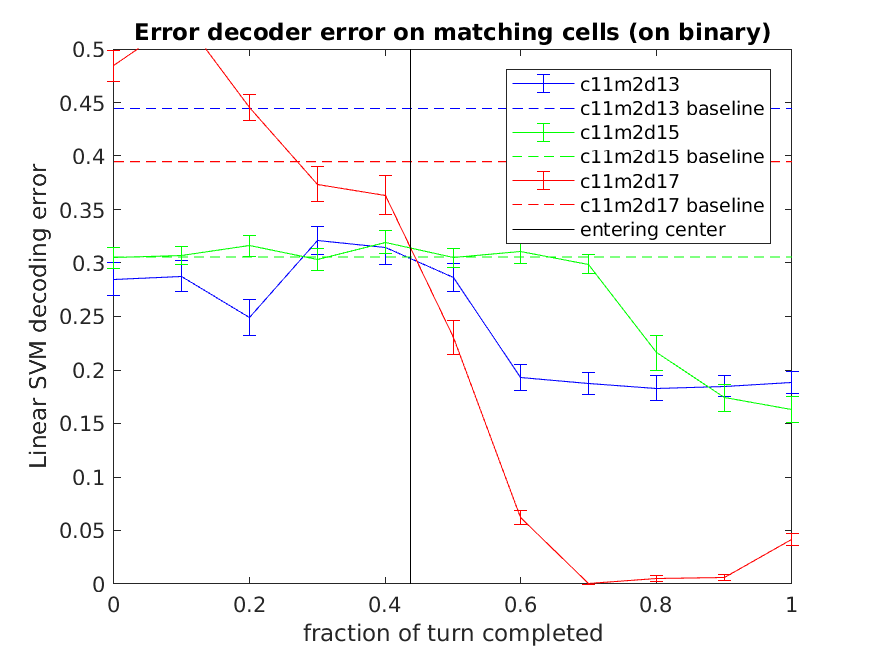 Error decoder error on matching cells (on binary)
Linear SVM decoding error
0.5
0.45
0.4
0.35
0.3
0.25
0.2
0.15
0.1
0.05
0
c11m2d13
c11m2d13 baseline
c11m2d15
c11m2d15 baseline
c11m2d17
c11m2d17 baseline
entering center
0 0.2 0.4 0.6 0.8 1
fraction of turn completed